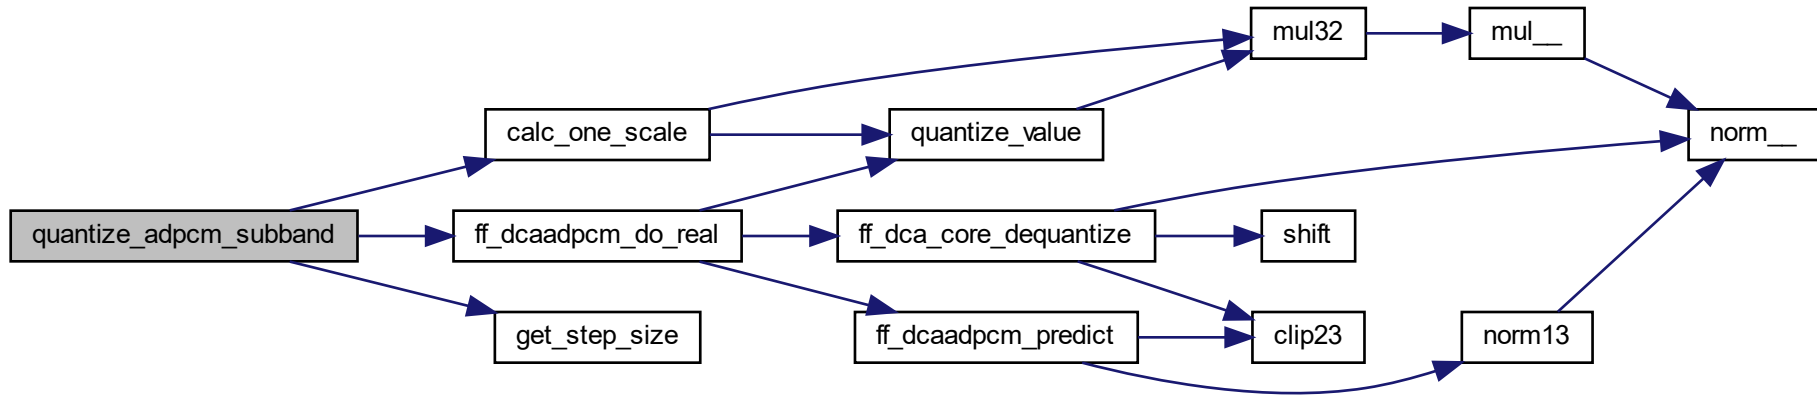 mul32
mul__
calc_one_scale
quantize_value
norm__
quantize_adpcm_subband
ff_dcaadpcm_do_real
ff_dca_core_dequantize
shift
get_step_size
ff_dcaadpcm_predict
clip23
norm13